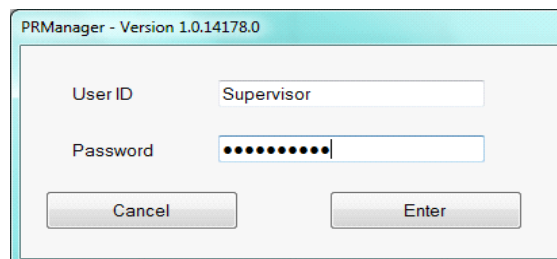 PRManager - Version 1.0.14178.0
User ID Supervisor
Password ●●●●●●●●●●
Cancel Enter